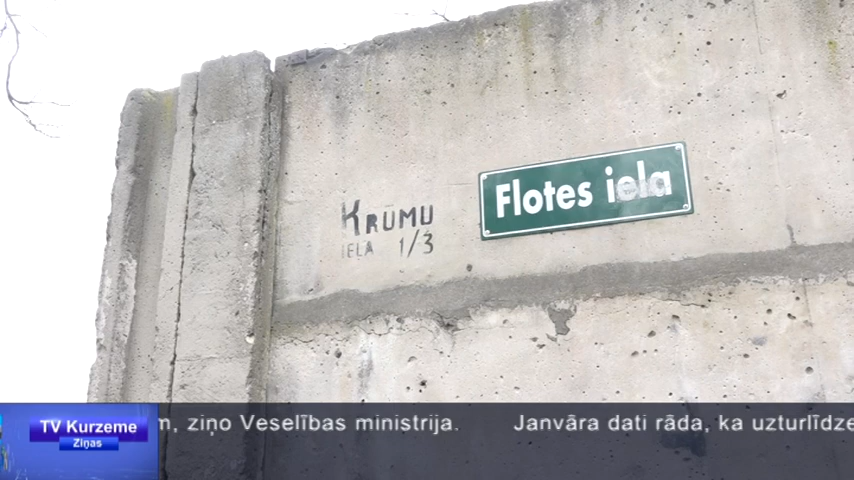 Flotes iela
KRŪMU
IELA 1/3
TV Kurzeme
Ziņas
m, ziņo Veselības ministrija. Janvāra dati rāda, ka uzturlīdze